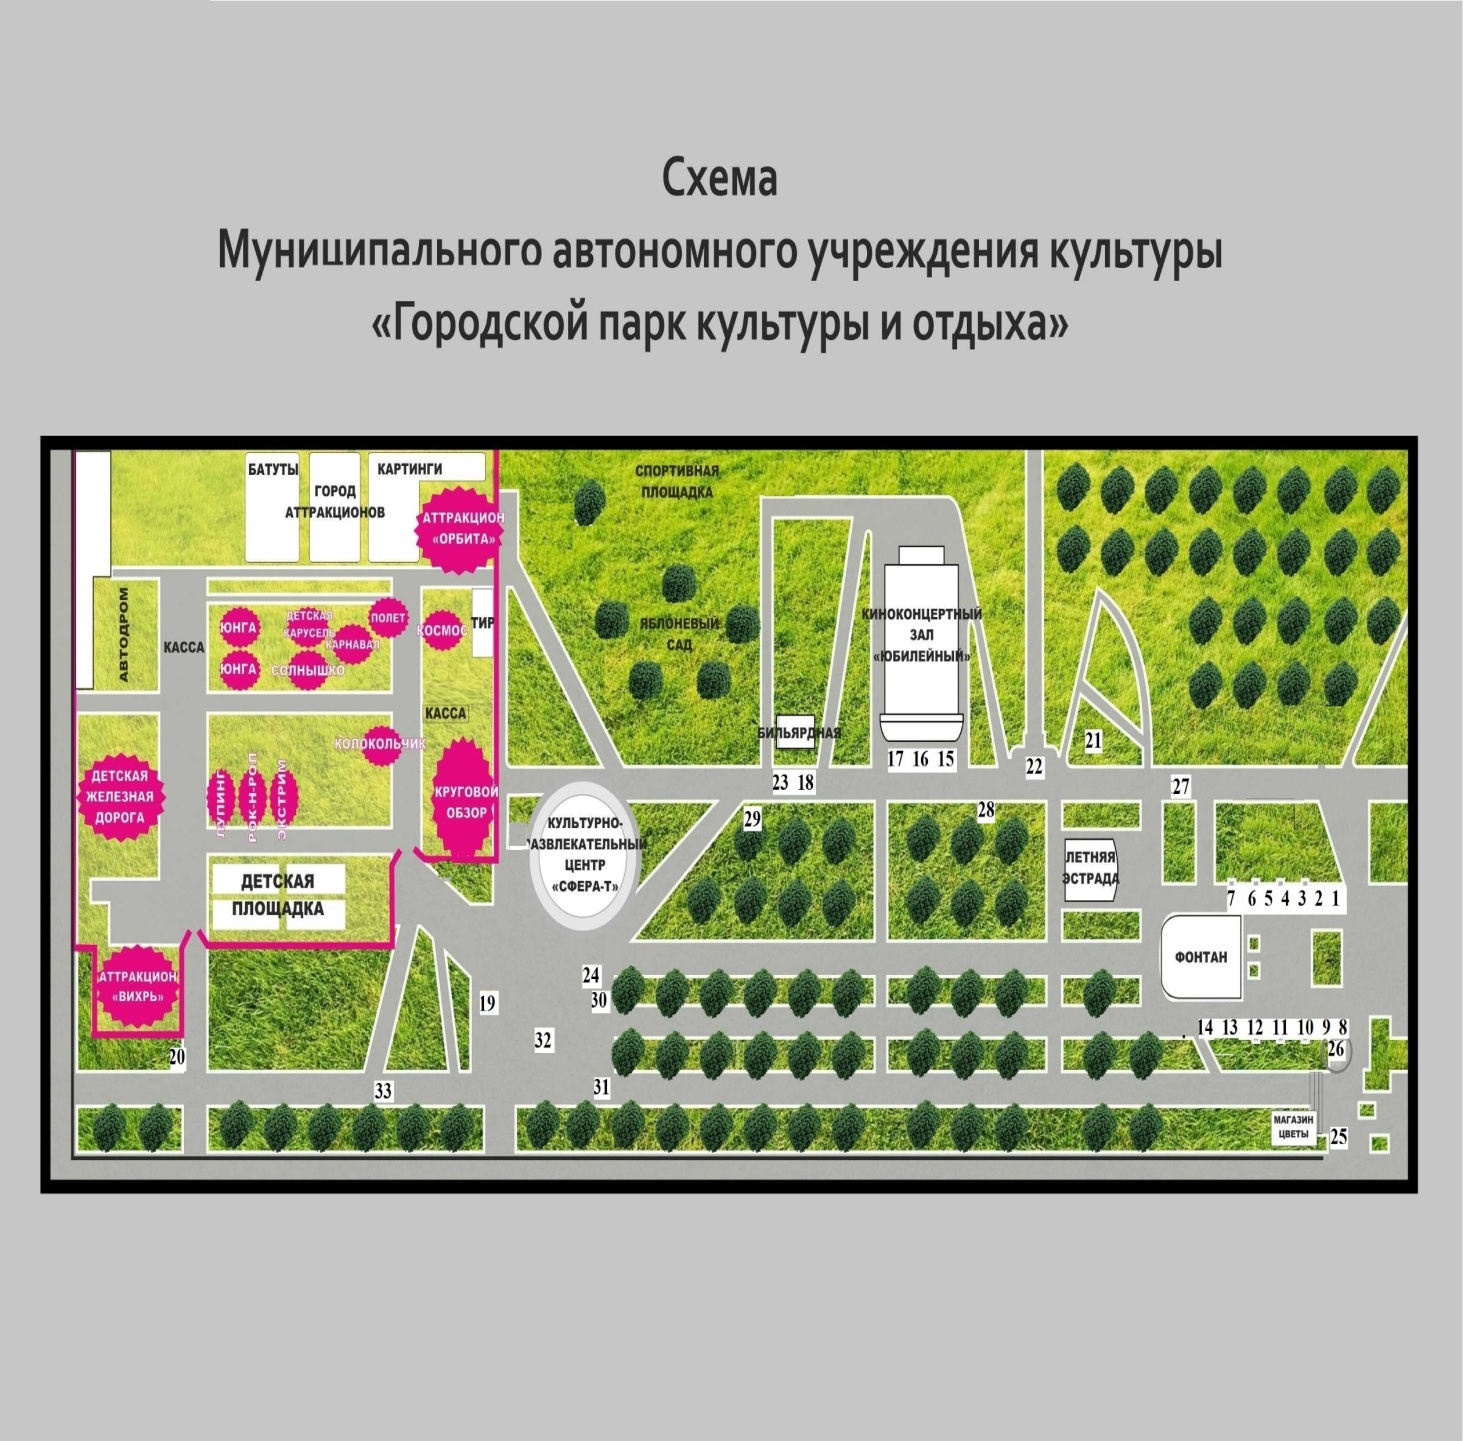 Схема
Муниципального автономного учреждения культуры
«Городской парк культуры и отдыха»
БАТУТЫ
ГОРОД
АТТРАКЦИОНОВ
КАРТИНГИ
АТТРАКЦИОН
«ОРБИТА»
СПОРТИВНАЯ
ПЛОЩАДКА
АВТОДРОМ
КАССА
ЮНГА
ЮНГА
ДЕТСКАЯ
КАРУСЕЛЬ
СОЛНЫШКО
КАРНАВАЛ
ПОЛЕТ
КОСМОС
ТИР
ЯБЛОНЕВЫЙ
САД
КИНОКОНЦЕРТНЫЙ
ЗАЛ
«ЮБИЛЕЙНЫЙ»
КАССА
КОЛОКОЛЬЧИК
БИЛЬЯРДНАЯ
17 16 15
22
21
23 18
27
ДЕТСКАЯ
ЖЕЛЕЗНАЯ
ДОРОГА
ЛУПИНГ
РОК-Н-РОЛ
ЭКСТРИМ
КРУГОВОЙ
ОБЗОР
КУЛЬТУРНО-
РАЗВЛЕКАТЕЛЬНЫЙ
ЦЕНТР
«СФЕРА-Т»
29
28
ЛЕТНЯЯ
ЭСТРАДА
ДЕТСКАЯ
ПЛОЩАДКА
7 6 5 4 3 2 1
ФОНТАН
АТТРАКЦИОН
«ВИХРЬ»
24
30
19
32
14 13 12 11 10 9 8
26
20
33
31
МАГАЗИН
ЦВЕТЫ
25